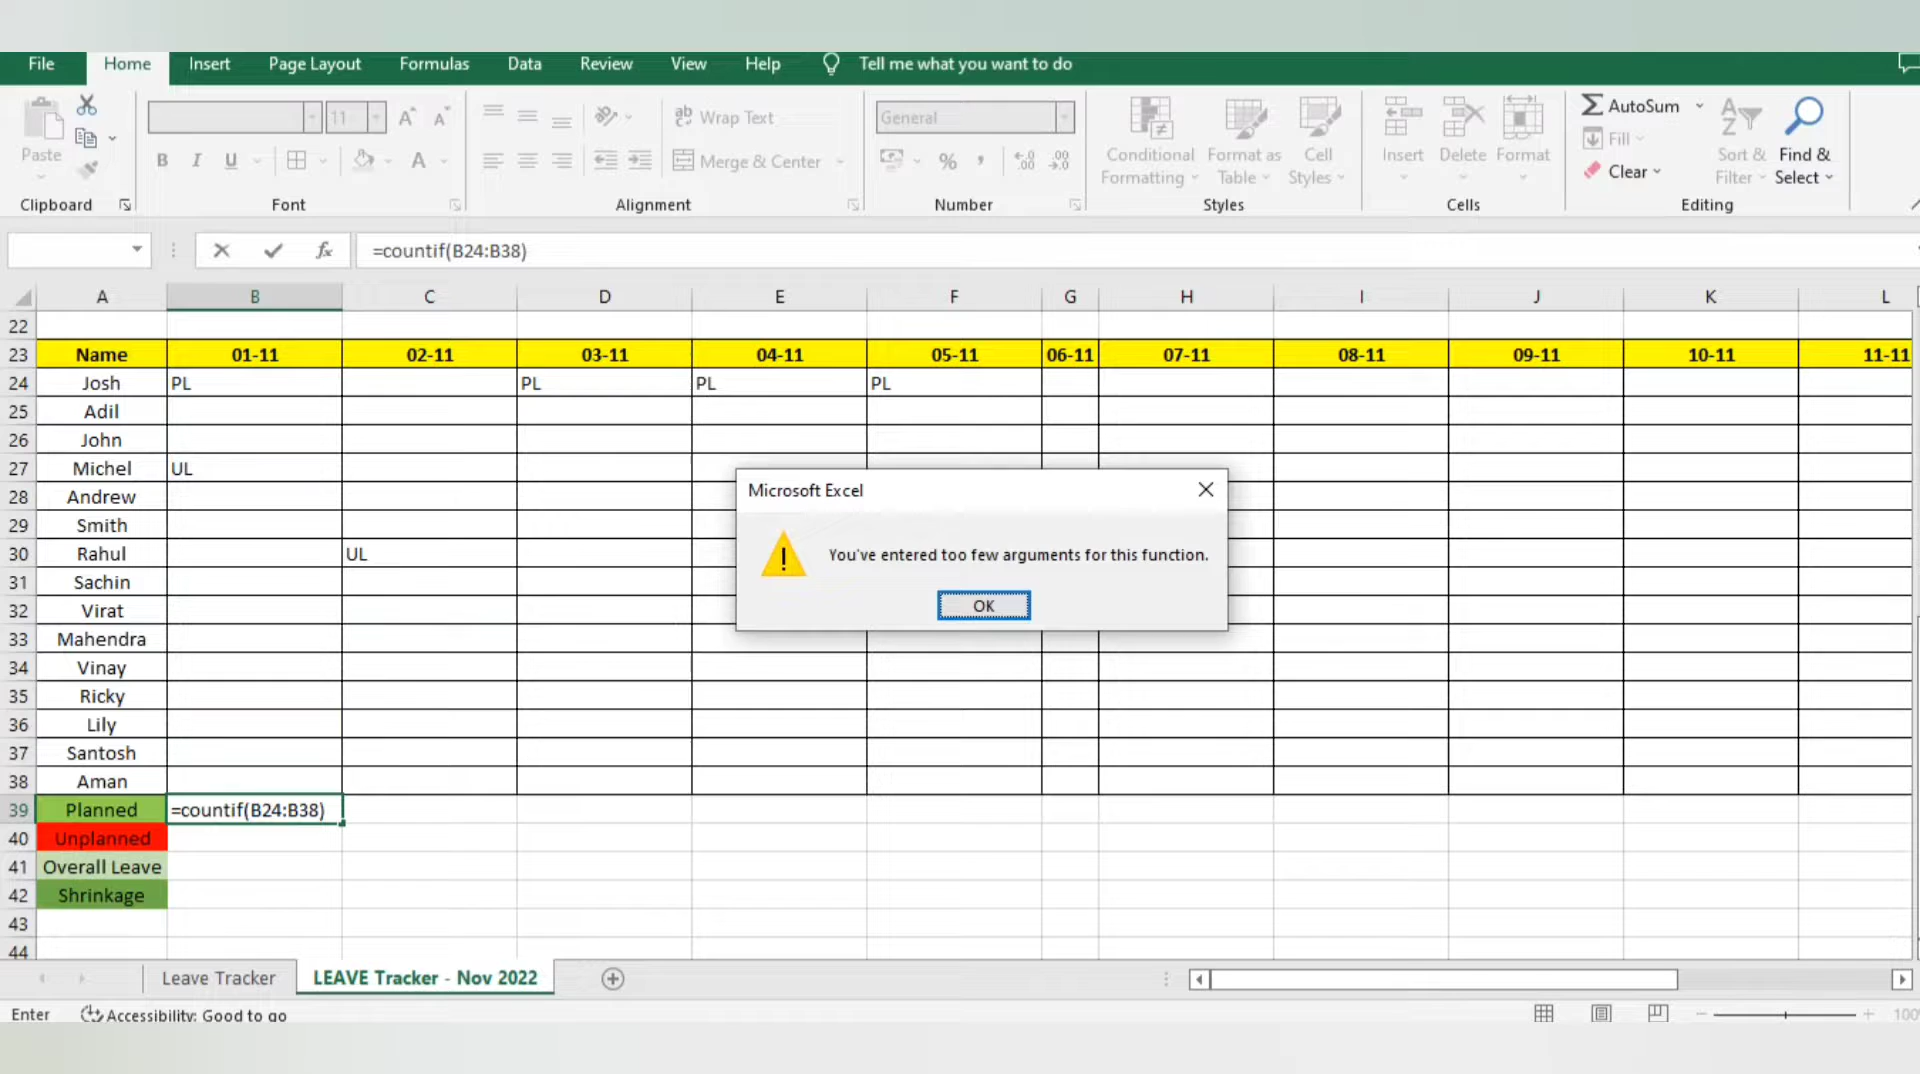 File Home Insert Page Layout Formulas Data Review View Help Tell me what you want to do
11 A A ab Wrap Text General AutoSum
Paste B I U A Merge & Center % Conditional Formatting Format as Table Cell Styles Insert Delete Format Fill Clear Sort & Filter Find & Select
Clipboard Font Alignment Number Styles Cells Editing
fx =countif(B24:B38)
A B C D E F G H I J K L
22
23 Name 01-11 02-11 03-11 04-11 05-11 06-11 07-11 08-11 09-11 10-11 11-11
24 Josh PL PL PL PL
25 Adil
26 John
27 Michel UL
28 Andrew
29 Smith
30 Rahul UL
31 Sachin
32 Virat
33 Mahendra
34 Vinay
35 Ricky
36 Lily
37 Santosh
38 Aman
39 Planned =countif(B24:B38)
40 Unplanned
41 Overall Leave
42 Shrinkage
43
44
Microsoft Excel
You've entered too few arguments for this function.
OK
Leave Tracker LEAVE Tracker - Nov 2022
Enter Accessibility: Good to go 100%